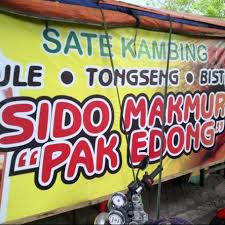 SATE KAMBING
ULE • TONGSENG • BIST
SIDO MAKMUR
"PAK EDONG"